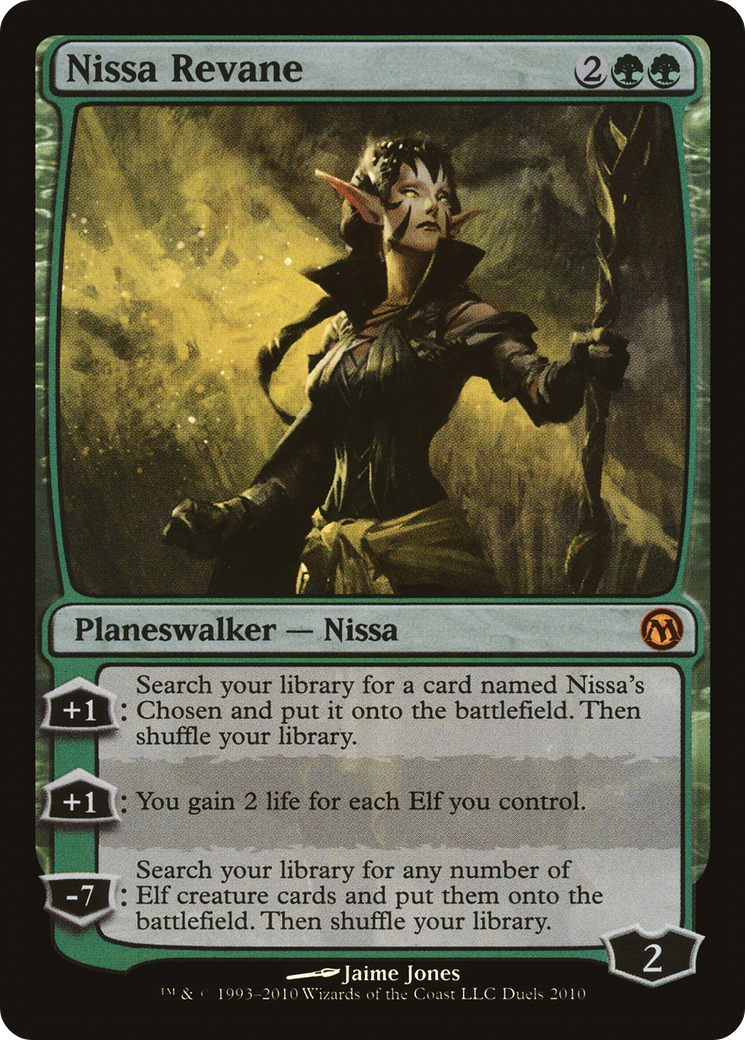 Nissa Revane 2
Planeswalker — Nissa
+1: Search your library for a card named Nissa's
Chosen and put it onto the battlefield. Then
shuffle your library.
+1: You gain 2 life for each Elf you control.
-7: Search your library for any number of
Elf creature cards and put them onto the
battlefield. Then shuffle your library.
2
Jaime Jones
™ & © 1993–2010 Wizards of the Coast LLC Duels 2010